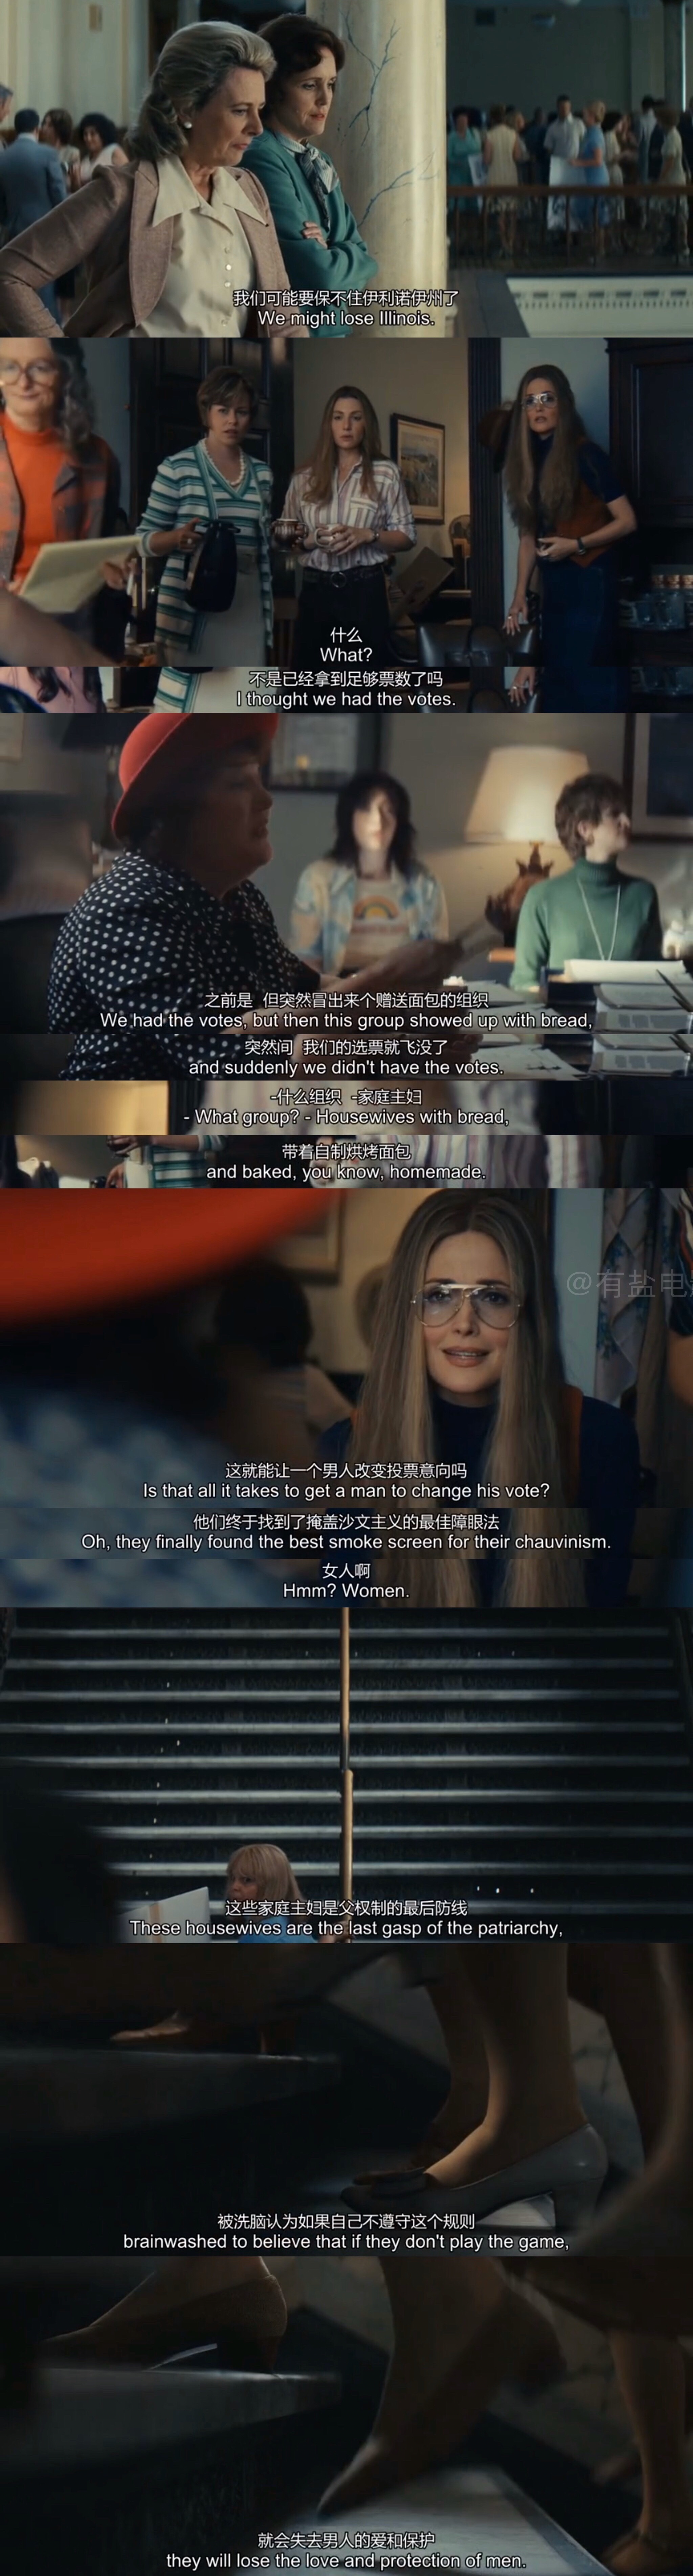 我们可能要保不住伊利诺伊州了
We might lose Illinois.
什么
What?
不是已经拿到足够票数了吗
I thought we had the votes.
之前是 但突然冒出来个赠送面包的组织
We had the votes, but then this group showed up with bread,
突然间 我们的选票就飞没了
and suddenly we didn't have the votes.
-什么组织 -家庭主妇
- What group? - Housewives with bread,
带着自制烘烤面包
and baked, you know, homemade.
@有盐电
这就能让一个男人改变投票意向吗
Is that all it takes to get a man to change his vote?
他们终于找到了掩盖沙文主义的最佳障眼法
Oh, they finally found the best smoke screen for their chauvinism.
女人啊
Hmm? Women.
这些家庭主妇是父权制的最后防线
These housewives are the last gasp of the patriarchy,
被洗脑认为如果自己不遵守这个规则
brainwashed to believe that if they don't play the game,
就会失去男人的爱和保护
they will lose the love and protection of men.